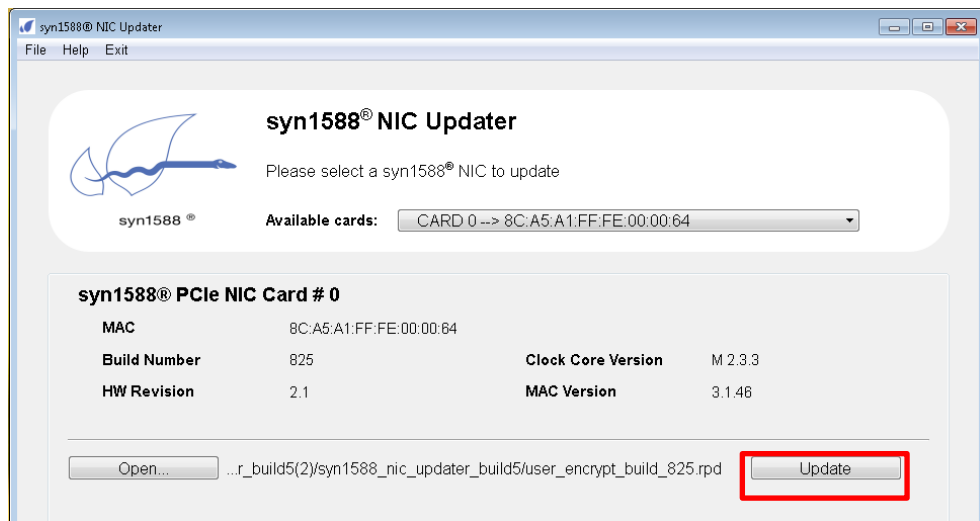 syn1588® NIC Updater
File Help Exit
syn1588® NIC Updater
Please select a syn1588® NIC to update
syn1588 ®
Available cards: CARD 0 --> 8C:A5:A1:FF:FE:00:00:64
syn1588® PCIe NIC Card # 0
MAC 8C:A5:A1:FF:FE:00:00:64
Build Number 825 Clock Core Version M 2.3.3
HW Revision 2.1 MAC Version 3.1.46
Open... ...r_build5(2)/syn1588_nic_updater_build5/user_encrypt_build_825.rpd Update